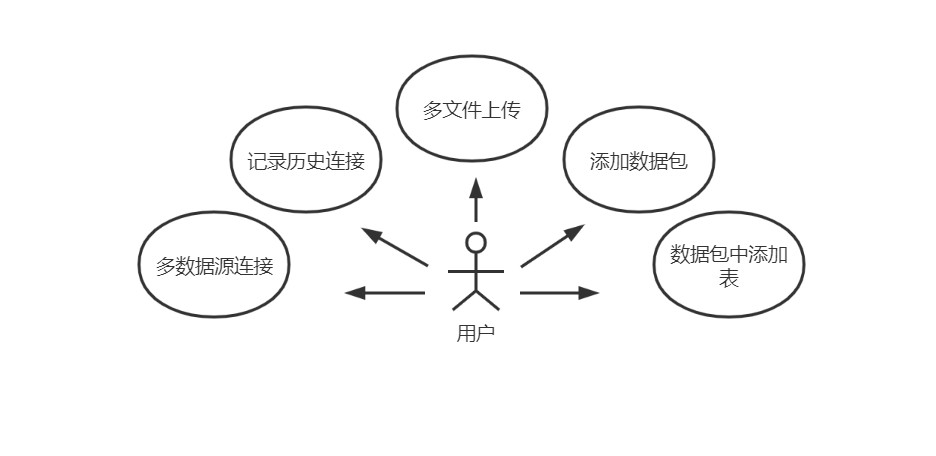 多文件上传
记录历史连接
添加数据包
多数据源连接
数据包中添加
表
用户